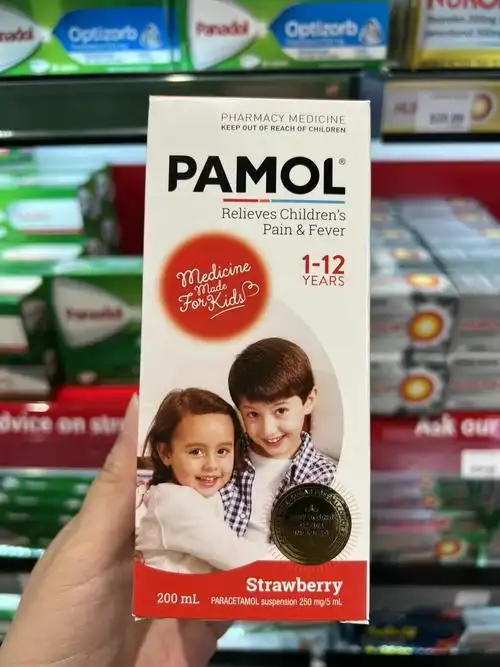 Panadol
Optizorb
Panadol
Optizorb
PHARMACY MEDICINE
KEEP OUT OF REACH OF CHILDREN
PAMOL®
Relieves Children's
Pain & Fever
1-12
YEARS
Medicine
Made
For Kids
Panadol
dvice on str
Ask our
Strawberry
200 mL
PARACETAMOL suspension 250 mg/5 mL